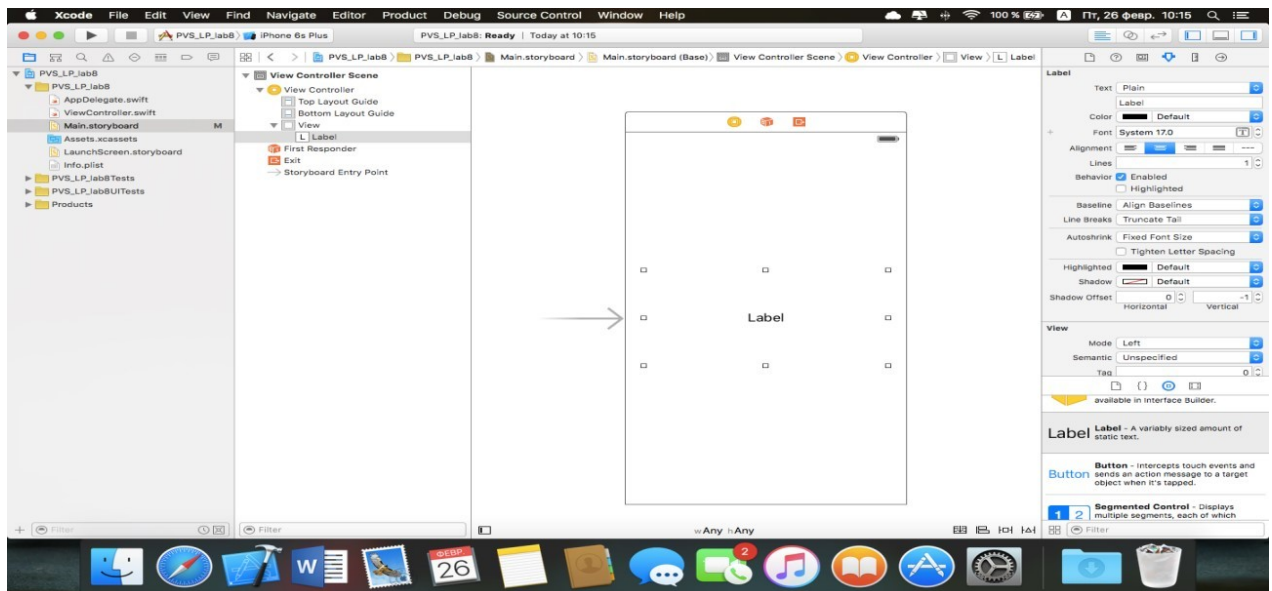 Xcode File Edit View Find Navigate Editor Product Debug Source Control Window Help 100 % Пт, 26 февр. 10:15
PVS_LP_lab8 iPhone 6s Plus PVS_LP_lab8: Ready | Today at 10:15
PVS_LP_lab8 PVS_LP_lab8 Main.storyboard Main.storyboard (Base) View Controller Scene View Controller View L Label
PVS_LP_lab8
PVS_LP_lab8
AppDelegate.swift
ViewController.swift
Main.storyboard M
Assets.xcassets
LaunchScreen.storyboard
Info.plist
PVS_LP_lab8Tests
PVS_LP_lab8UITests
Products
Filter
View Controller Scene
View Controller
Top Layout Guide
Bottom Layout Guide
View
L Label
First Responder
Exit
Storyboard Entry Point
Filter
Label
wAny hAny
Label
Text Plain
Label
Color Default
Font System 17.0
Alignment
Lines 1
Behavior Enabled
Highlighted
Baseline Align Baselines
Line Breaks Truncate Tail
Autoshrink Fixed Font Size
Tighten Letter Spacing
Highlighted Default
Shadow Default
Shadow Offset 0 -1
Horizontal Vertical
View
Mode Left
Semantic Unspecified
Tag 0
available in Interface Builder.
Label Label - A variably sized amount of
static text.
Button Button - Intercepts touch events and
sends an action message to a target
object when it's tapped.
1 2 Segmented Control - Displays
multiple segments, each of which
Filter
W
ФЕВР.
26
2